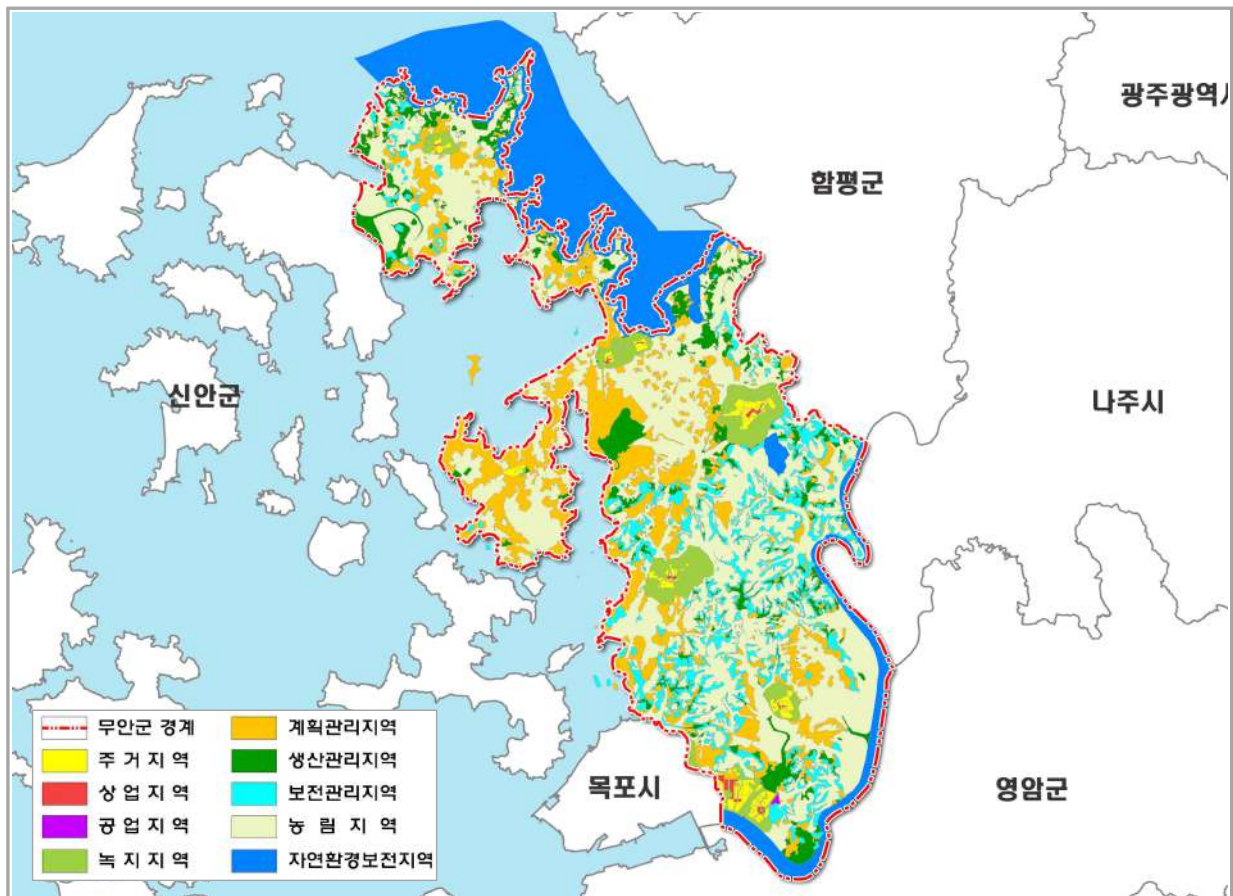 광주광역시
함평군
나주시
신안군
목포시
영암군
무안군 경계
주 거 지 역
상 업 지 역
공 업 지 역
녹 지 지 역
계획관리지역
생산관리지역
보전관리지역
농 림 지 역
자연환경보전지역